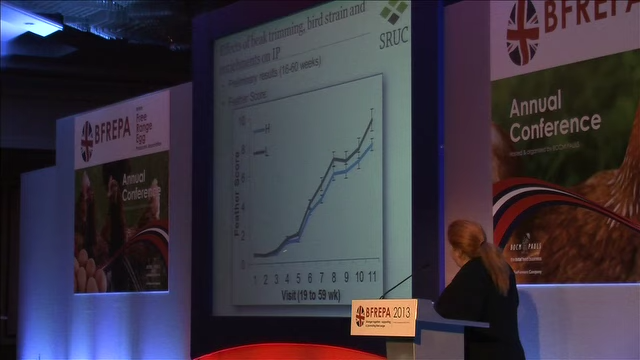 Effects of beak trimming, bird strain and
enrichments on IP
SRUC
Preliminary results (16-60 weeks)
Feather Score
H
L
Feather Score
1 2 3 4 5 6 7 8 9 10 11
Visit (19 to 59 wk)
BFREPA
Free
Range
Egg
Annual
Conference
BFREPA
Annual
Conference
BFREPA 2013